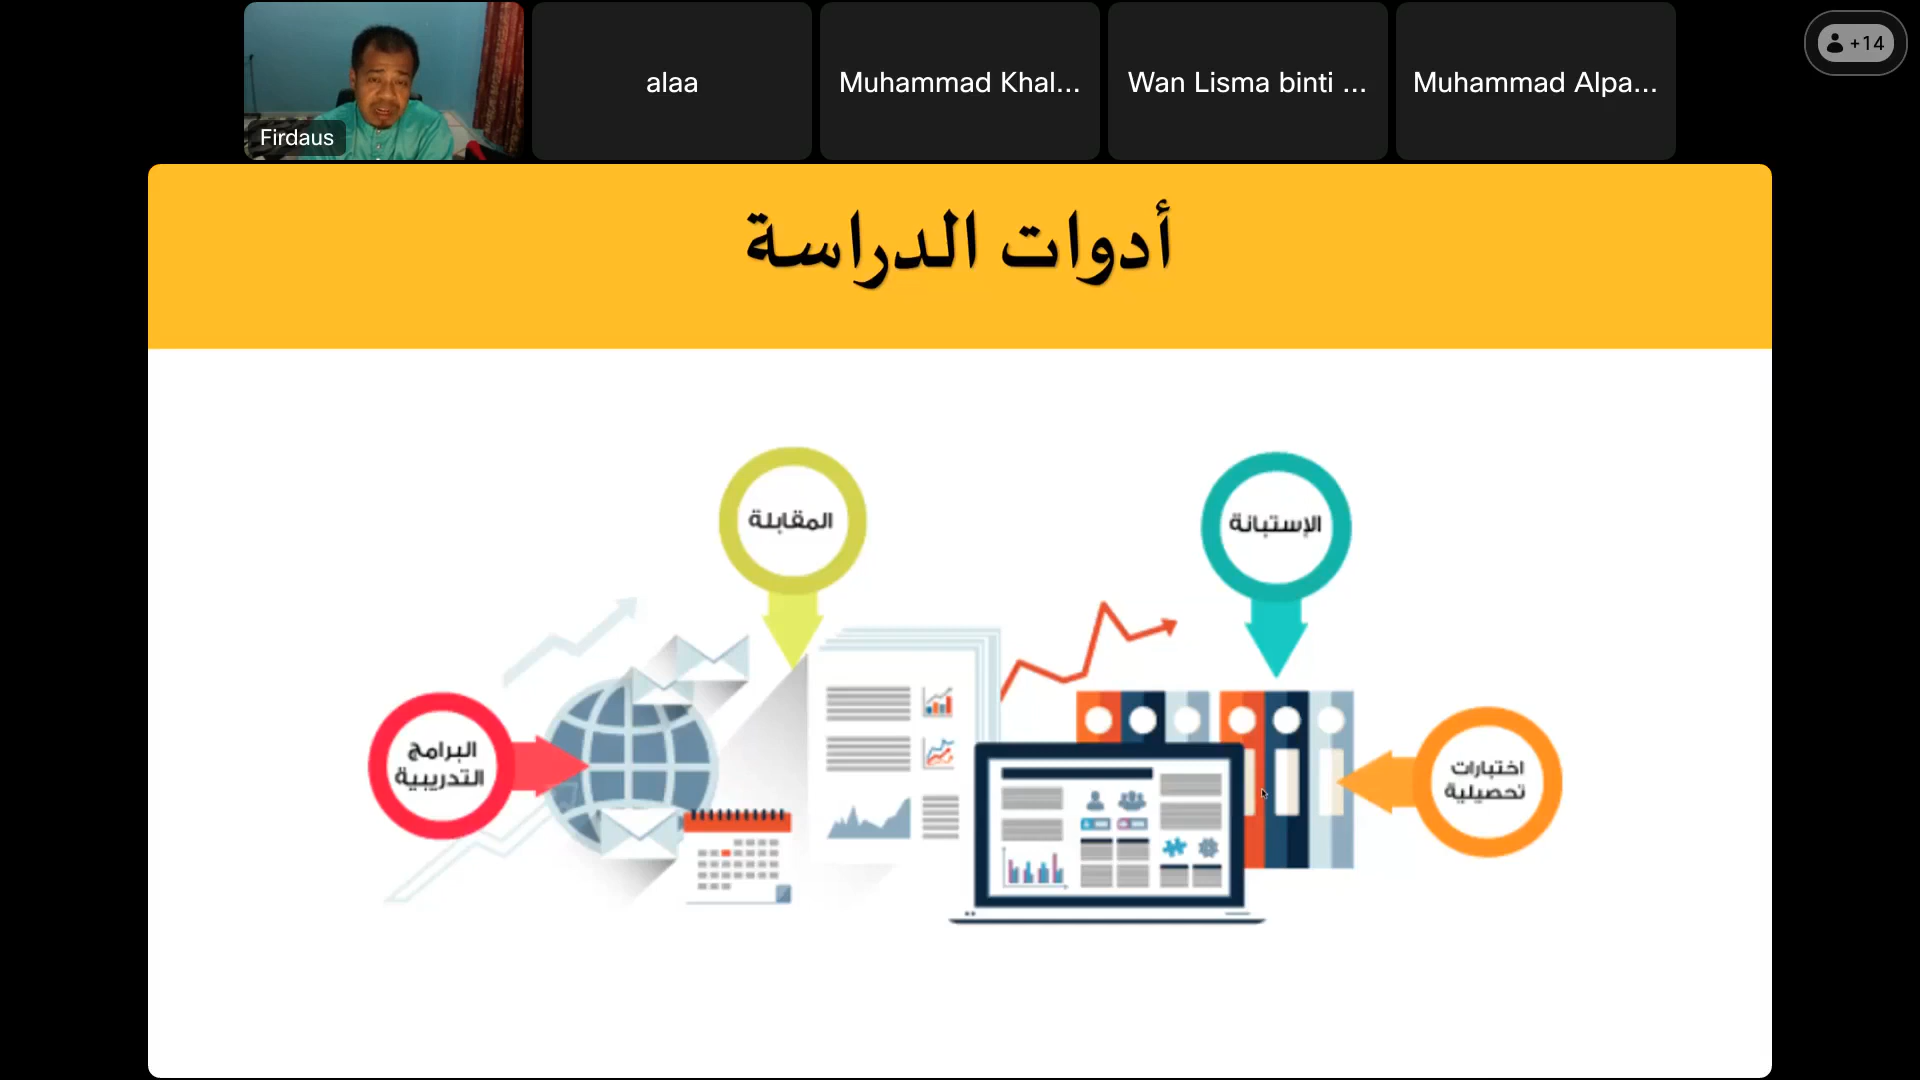 Firdaus
alaa
Muhammad Khal...
Wan Lisma binti ...
Muhammad Alpa...
+14
أدوات الدراسة
الإستبانة
المقابلة
اختبارات
تحصيلية
البرامج
التدريبية